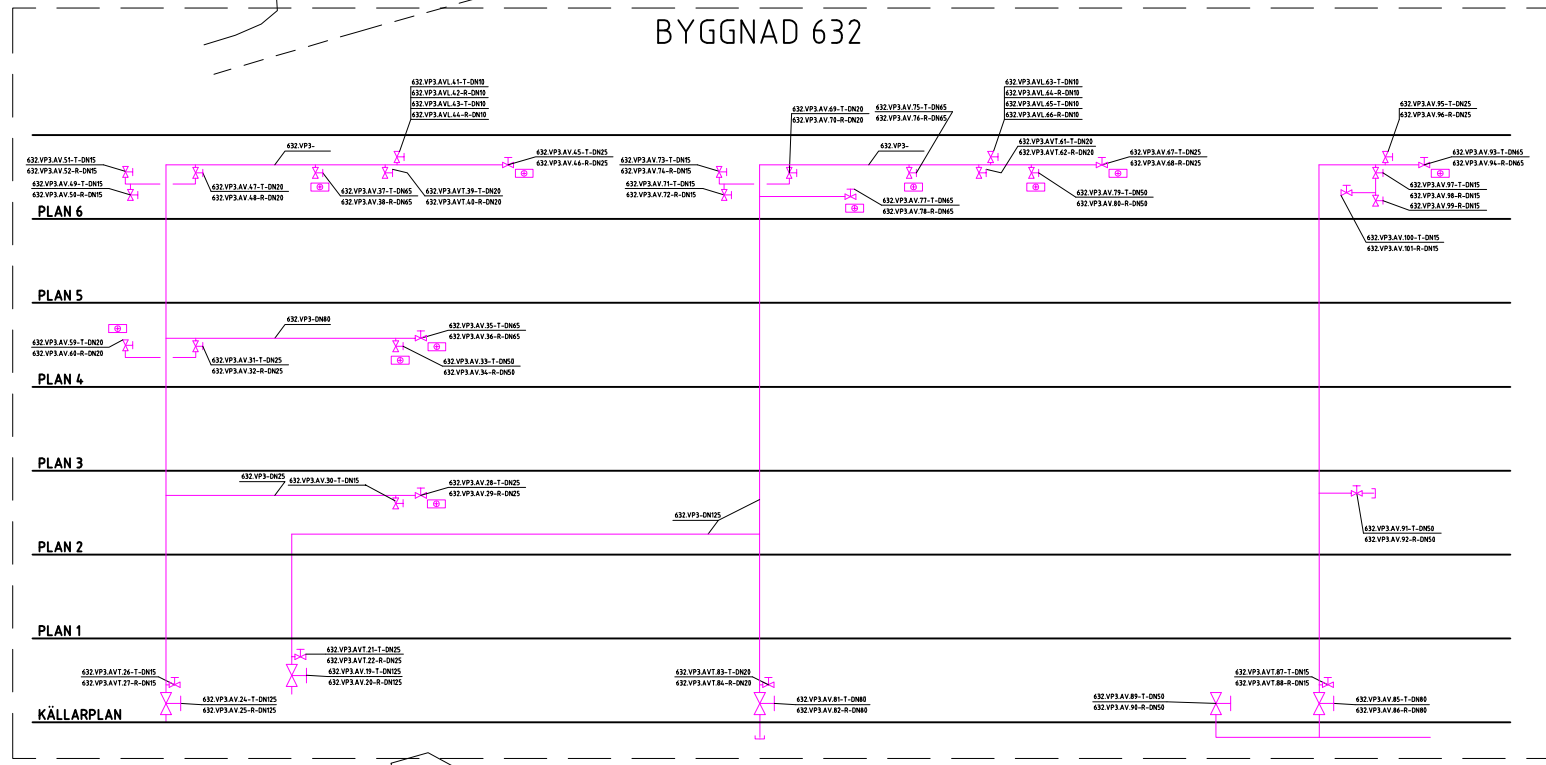 BYGGNAD 632
632.VP3.AVL.41-T-DN10
632.VP3.AVL.42-R-DN10
632.VP3.AVL.43-T-DN10
632.VP3.AVL.44-R-DN10
632.VP3.AVL.63-T-DN10
632.VP3.AVL.64-R-DN10
632.VP3.AVL.65-T-DN10
632.VP3.AVL.66-R-DN10
632.VP3.AV.69-T-DN20
632.VP3.AV.70-R-DN20
632.VP3.AV.75-T-DN65
632.VP3.AV.76-R-DN65
632.VP3.AV.95-T-DN25
632.VP3.AV.96-R-DN25
632.VP3.AV.51-T-DN15
632.VP3.AV.52-R-DN15
632.VP3.AV.49-T-DN15
632.VP3.AV.50-R-DN15
632.VP3-
632.VP3.AV.45-T-DN25
632.VP3.AV.46-R-DN25
632.VP3.AV.47-T-DN20
632.VP3.AV.48-R-DN20
632.VP3.AV.37-T-DN65
632.VP3.AV.38-R-DN65
632.VP3.AVT.39-T-DN20
632.VP3.AVT.40-R-DN20
632.VP3.AV.73-T-DN15
632.VP3.AV.74-R-DN15
632.VP3.AV.71-T-DN15
632.VP3.AV.72-R-DN15
632.VP3-
632.VP3.AVT.61-T-DN20
632.VP3.AVT.62-R-DN20
632.VP3.AV.67-T-DN25
632.VP3.AV.68-R-DN25
632.VP3.AV.77-T-DN65
632.VP3.AV.78-R-DN65
632.VP3.AV.79-T-DN50
632.VP3.AV.80-R-DN50
632.VP3.AV.93-T-DN65
632.VP3.AV.94-R-DN65
632.VP3.AV.97-T-DN15
632.VP3.AV.98-R-DN15
632.VP3.AV.99-R-DN15
632.VP3.AV.100-T-DN15
632.VP3.AV.101-R-DN15
PLAN 6
PLAN 5
632.VP3-DN80
632.VP3.AV.35-T-DN65
632.VP3.AV.36-R-DN65
632.VP3.AV.59-T-DN20
632.VP3.AV.60-R-DN20
632.VP3.AV.31-T-DN25
632.VP3.AV.32-R-DN25
632.VP3.AV.33-T-DN50
632.VP3.AV.34-R-DN50
PLAN 4
PLAN 3
632.VP3-DN25
632.VP3.AV.30-T-DN15
632.VP3.AV.28-T-DN25
632.VP3.AV.29-R-DN25
632.VP3-DN125
632.VP3.AV.91-T-DN50
632.VP3.AV.92-R-DN50
PLAN 2
PLAN 1
632.VP3.AVT.26-T-DN15
632.VP3.AVT.27-R-DN15
632.VP3.AV.24-T-DN125
632.VP3.AV.25-R-DN125
632.VP3.AVT.21-T-DN25
632.VP3.AVT.22-R-DN25
632.VP3.AV.19-T-DN125
632.VP3.AV.20-R-DN125
632.VP3.AVT.83-T-DN20
632.VP3.AVT.84-R-DN20
632.VP3.AV.81-T-DN80
632.VP3.AV.82-R-DN80
632.VP3.AV.89-T-DN50
632.VP3.AV.90-R-DN50
632.VP3.AVT.87-T-DN15
632.VP3.AVT.88-R-DN15
632.VP3.AV.85-T-DN80
632.VP3.AV.86-R-DN80
KÄLLARPLAN